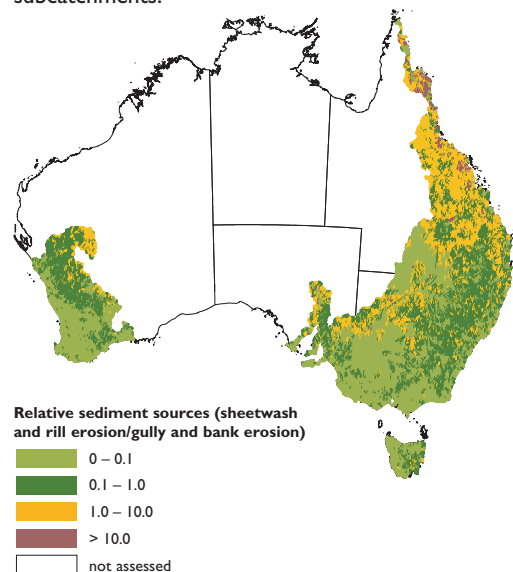 subcatchments.
Relative sediment sources (sheetwash
and rill erosion/gully and bank erosion)
0 – 0.1
0.1 – 1.0
1.0 – 10.0
> 10.0
not assessed